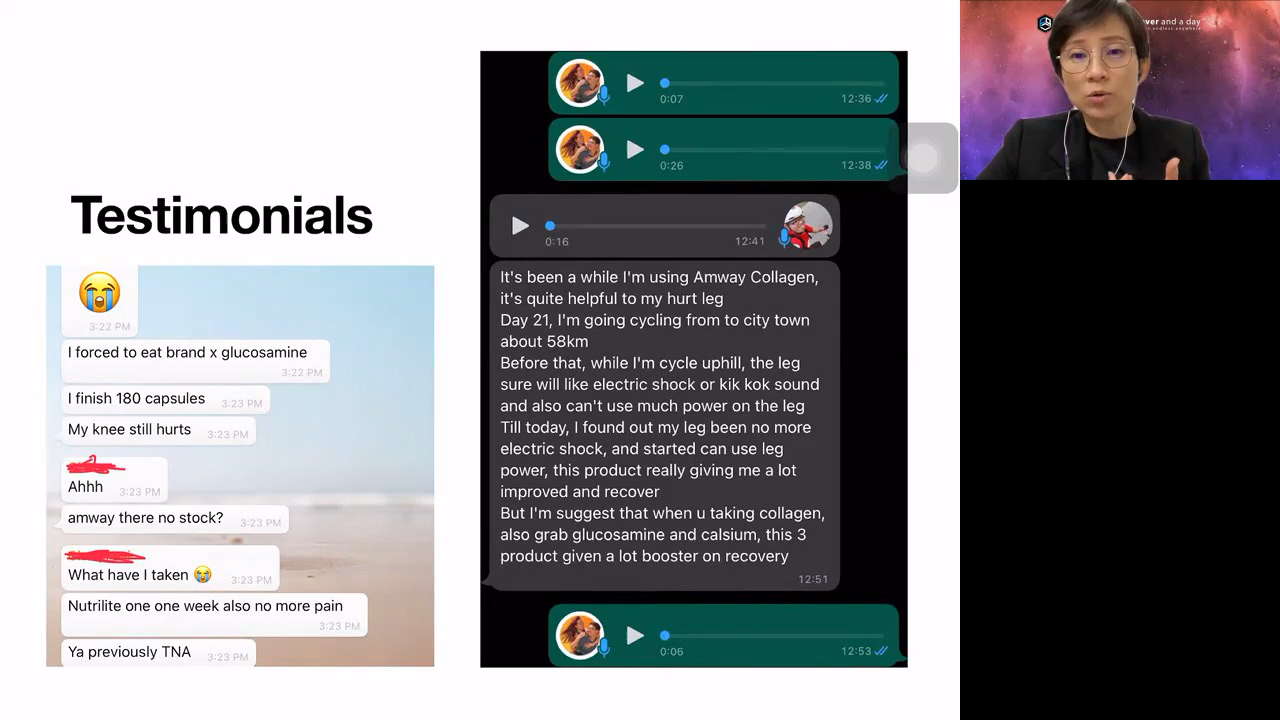 Testimonials
3:22 PM
I forced to eat brand x glucosamine
3:22 PM
I finish 180 capsules
3:23 PM
My knee still hurts
3:23 PM
Ahhh
3:23 PM
amway there no stock?
3:23 PM
What have I taken 😭
3:23 PM
Nutrilite one one week also no more pain
3:23 PM
Ya previously TNA
3:23 PM
0:07
12:36
0:26
12:38
0:16
12:41
It's been a while I'm using Amway Collagen,
it's quite helpful to my hurt leg
Day 21, I'm going cycling from to city town
about 58km
Before that, while I'm cycle uphill, the leg
sure will like electric shock or kik kok sound
and also can't use much power on the leg
Till today, I found out my leg been no more
electric shock, and started can use leg
power, this product really giving me a lot
improved and recover
But I'm suggest that when u taking collagen,
also grab glucosamine and calsium, this 3
product given a lot booster on recovery
12:51
0:06
12:53
ver and a day